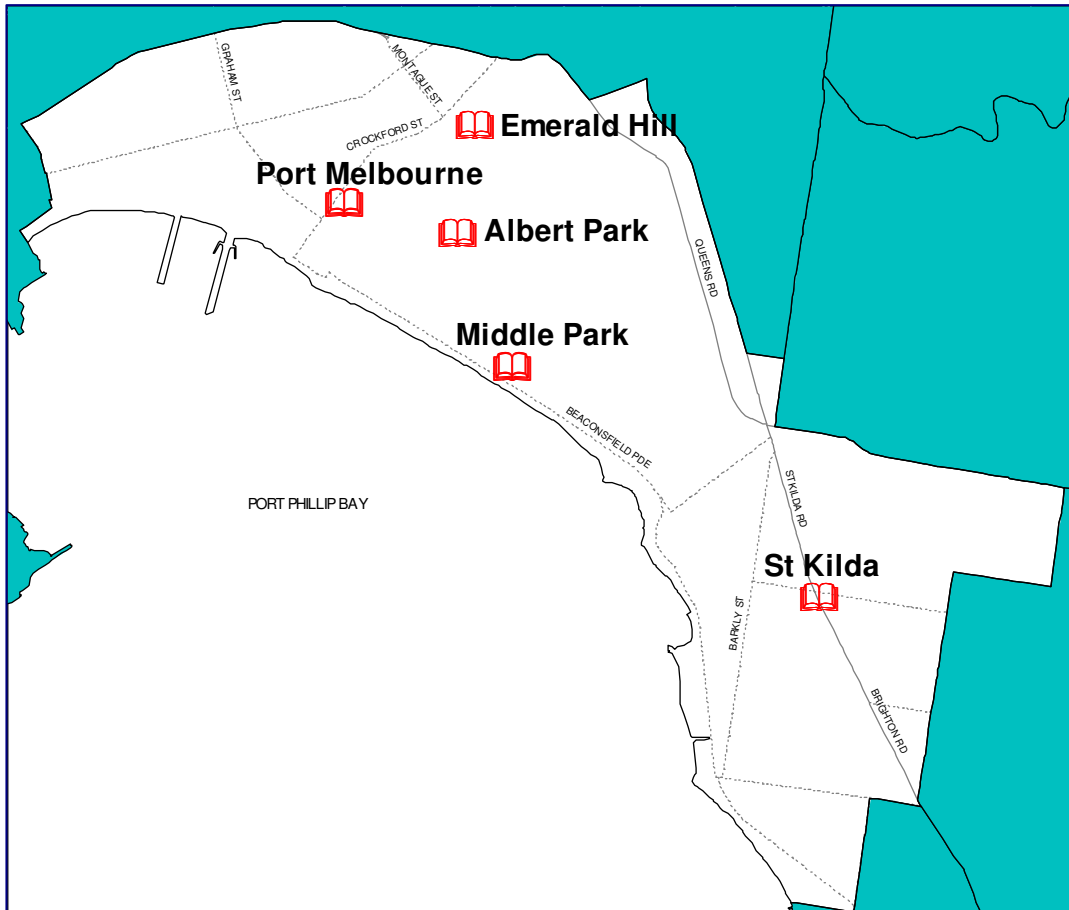 GRAHAM ST
MONTAGUE ST
CROCKFORD ST
Emerald Hill
Port Melbourne
Albert Park
QUEENS RD
Middle Park
BEACONSFIELD PDE
PORT PHILLIP BAY
ST KILDA RD
St Kilda
BARKLY ST
BRIGHTON RD